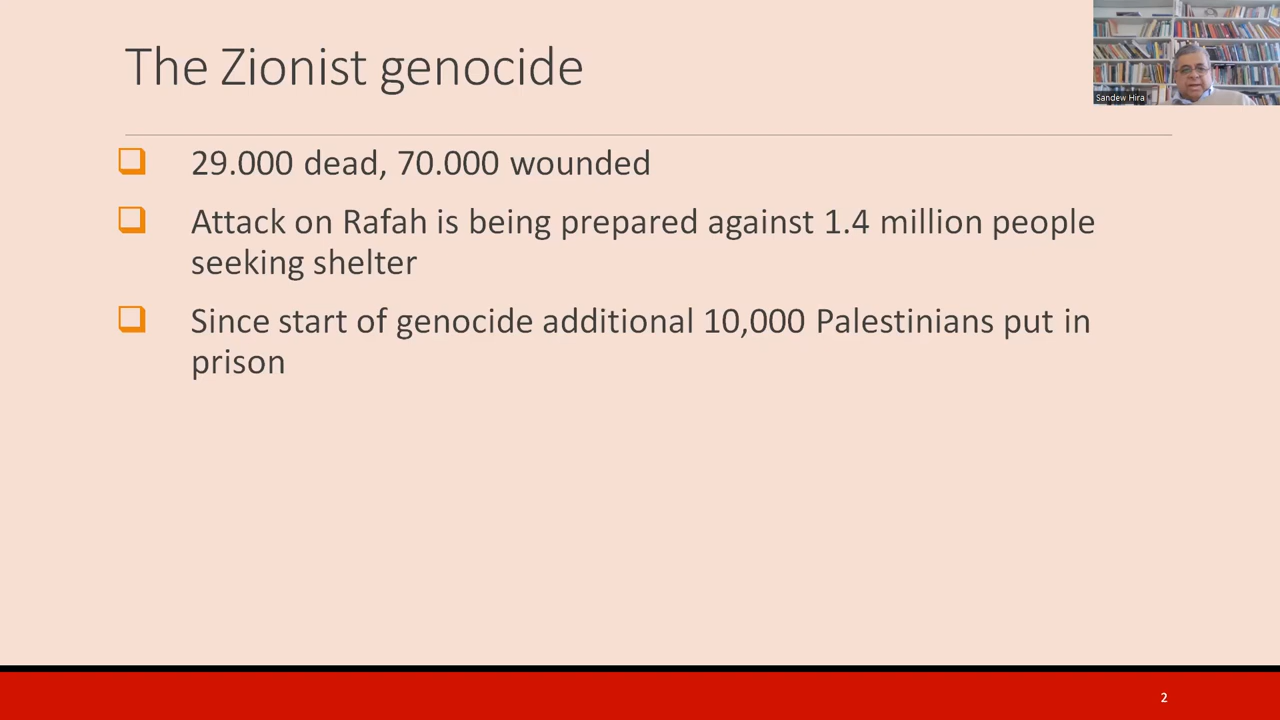 The Zionist genocide
Sandew Hira
29.000 dead, 70.000 wounded
Attack on Rafah is being prepared against 1.4 million people
seeking shelter
Since start of genocide additional 10,000 Palestinians put in
prison
2